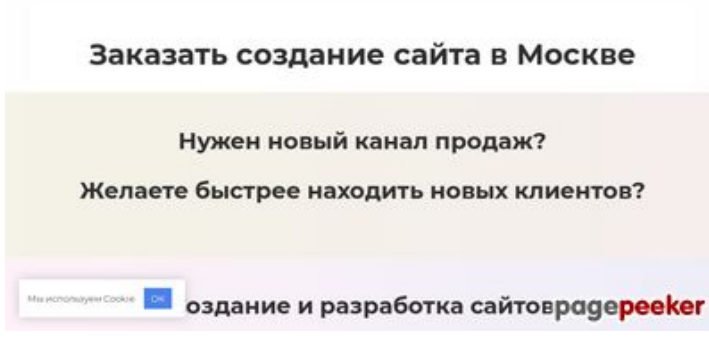 Заказать создание сайта в Москве
Нужен новый канал продаж?
Желаете быстрее находить новых клиентов?
Мы используем Cookie
OK
оздание и разработка сайтов
pagepeeker